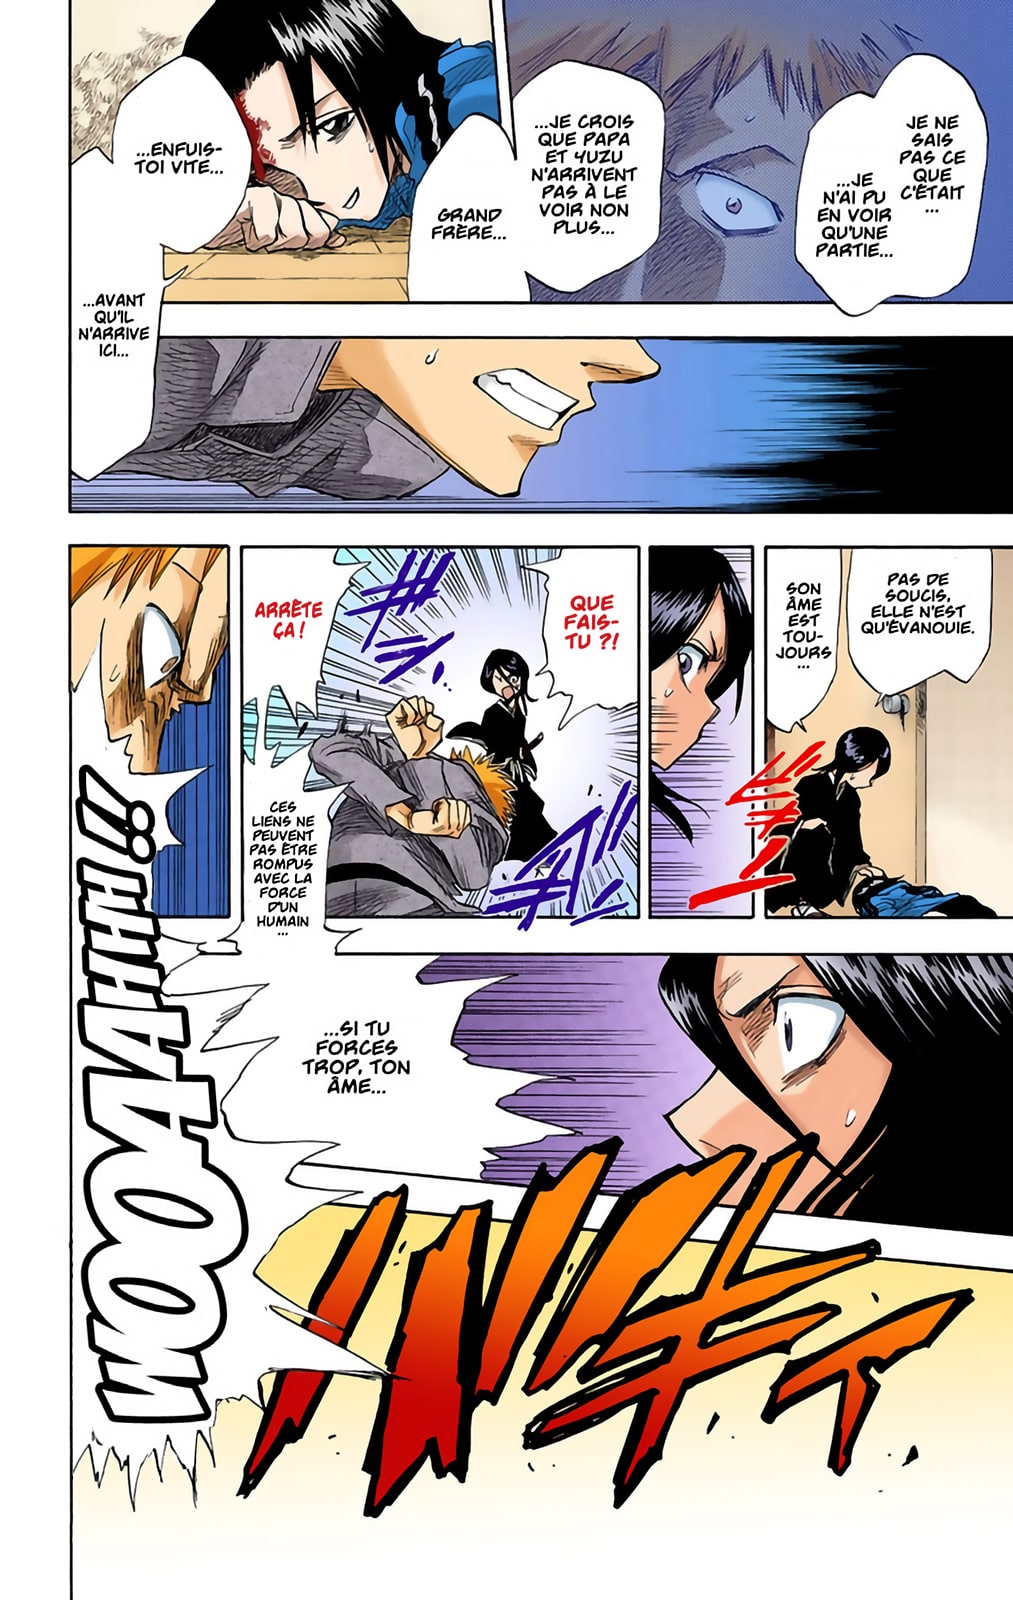 JE NE
SAIS
PAS CE
QUE
C'ÉTAIT
...
...JE
N'AI PU
EN VOIR
QU'UNE
PARTIE...
...JE CROIS
QUE PAPA
ET YUZU
N'ARRIVENT
PAS À LE
VOIR NON
PLUS...
GRAND
FRÈRE...
...ENFUIS-
TOI VITE...
...AVANT
QU'IL
N'ARRIVE
ICI...
PAS DE
SOUCIS,
ELLE N'EST
QU'ÉVANOUIE.
SON
ÂME
EST
TOU-
JOURS
...
QUE
FAIS-
TU ?!
ARRÊTE
ÇA !
CES
LIENS NE
PEUVENT
PAS ÊTRE
ROMPUS
AVEC LA
FORCE
D'UN
HUMAIN
...
...SI TU
FORCES
TROP, TON
ÂME...